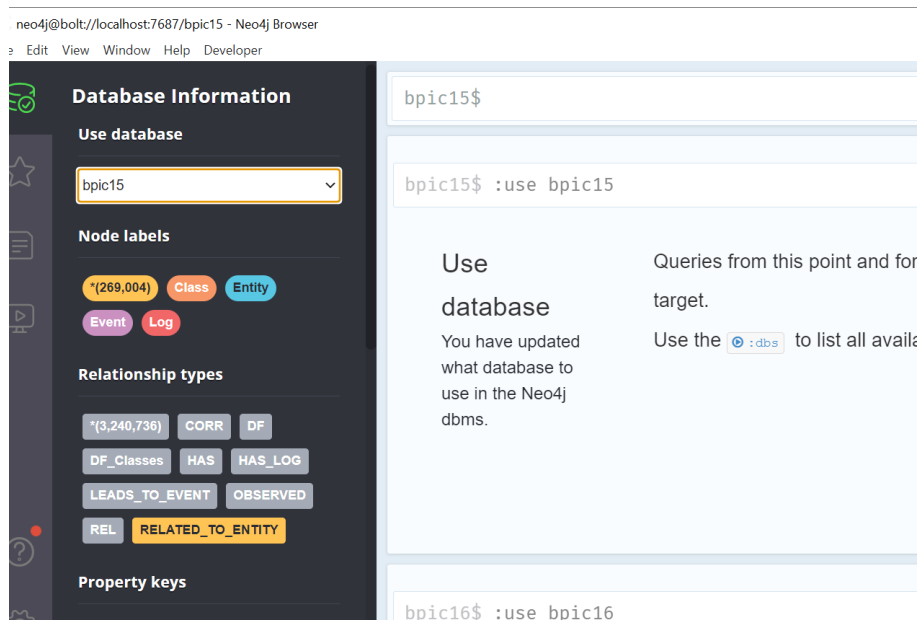 neo4j@bolt://localhost:7687/bpic15 - Neo4j Browser
Edit View Window Help Developer
Database Information
Use database
bpic15
Node labels
*(269,004) Class Entity
Event Log
Relationship types
*(3,240,736) CORR DF
DF_Classes HAS HAS_LOG
LEADS_TO_EVENT OBSERVED
REL RELATED_TO_ENTITY
Property keys
bpic15$
bpic15$ :use bpic15
Use
database
You have updated
what database to
use in the Neo4j
dbms.
Queries from this point and for
target.
Use the :dbs to list all availa
bpic16$ :use bpic16